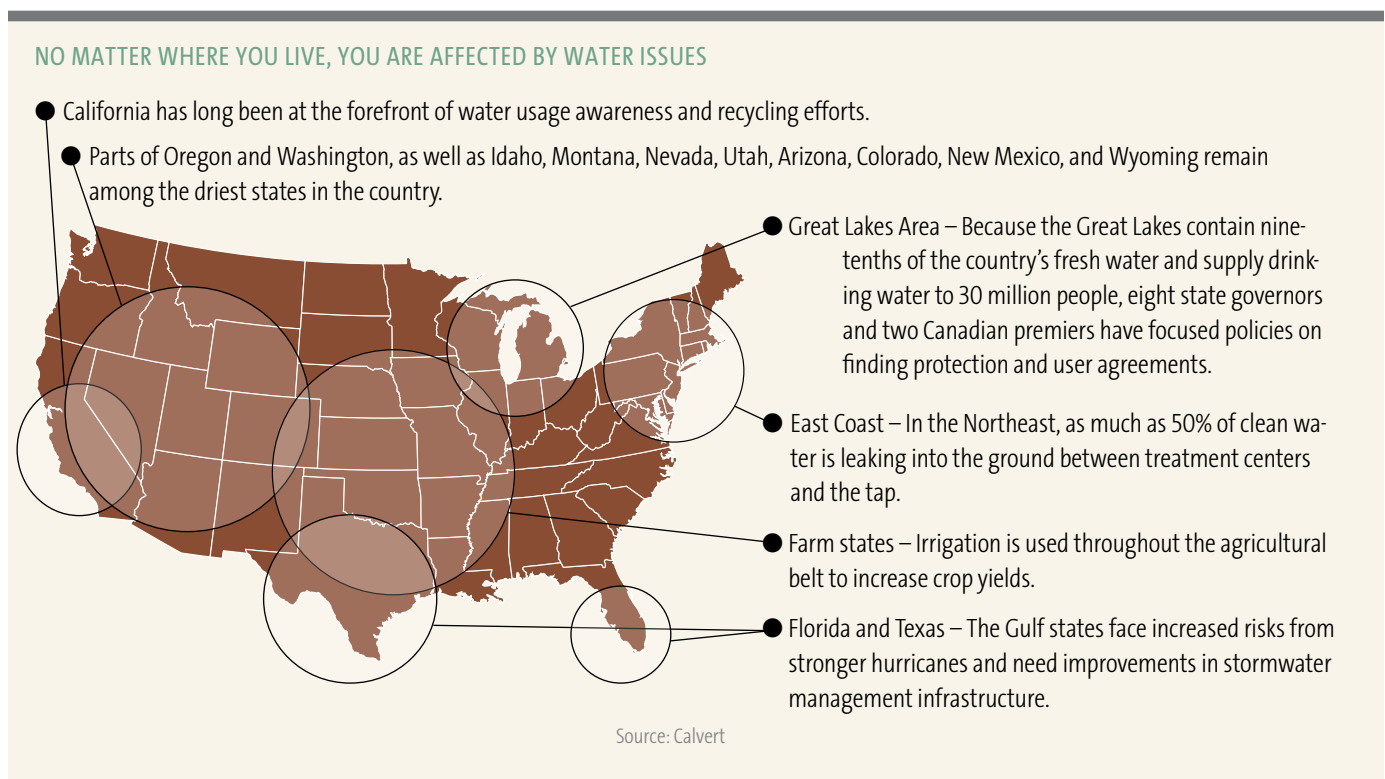 NO MATTER WHERE YOU LIVE, YOU ARE AFFECTED BY WATER ISSUES
California has long been at the forefront of water usage awareness and recycling efforts.
Parts of Oregon and Washington, as well as Idaho, Montana, Nevada, Utah, Arizona, Colorado, New Mexico, and Wyoming remain
among the driest states in the country.
Great Lakes Area – Because the Great Lakes contain nine-
tenths of the country's fresh water and supply drink-
ing water to 30 million people, eight state governors
and two Canadian premiers have focused policies on
finding protection and user agreements.
East Coast – In the Northeast, as much as 50% of clean wa-
ter is leaking into the ground between treatment centers
and the tap.
Farm states – Irrigation is used throughout the agricultural
belt to increase crop yields.
Florida and Texas – The Gulf states face increased risks from
stronger hurricanes and need improvements in stormwater
management infrastructure.
Source: Calvert